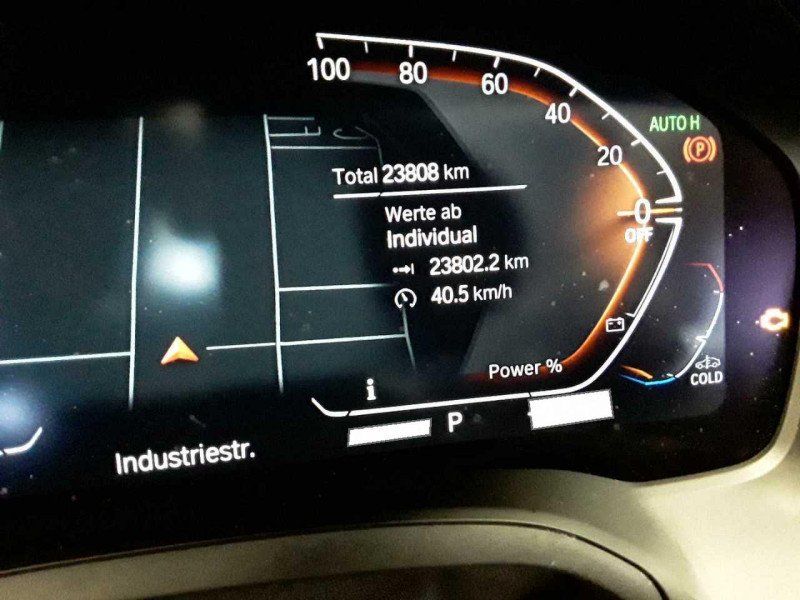 100
80
60
40
20
0
OFF
AUTO H
P
Total 23808 km
Werte ab
Individual
23802.2 km
40.5 km/h
Power %
COLD
i
P
Industriestr.